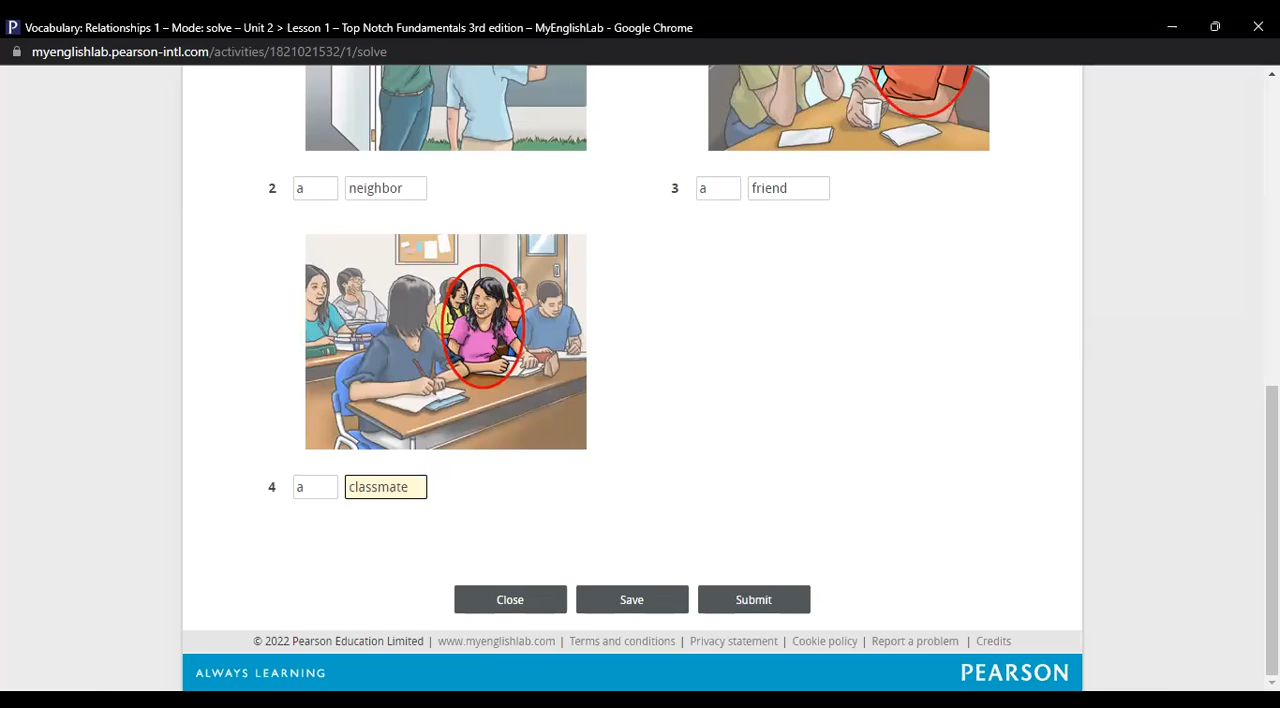 Vocabulary: Relationships 1 – Mode: solve – Unit 2 > Lesson 1 – Top Notch Fundamentals 3rd edition – MyEnglishLab - Google Chrome
myenglishlab.pearson-intl.com/activities/1821021532/1/solve
2 a neighbor
3 a friend
4 a classmate
Close Save Submit
© 2022 Pearson Education Limited | www.myenglishlab.com | Terms and conditions | Privacy statement | Cookie policy | Report a problem | Credits
ALWAYS LEARNING PEARSON